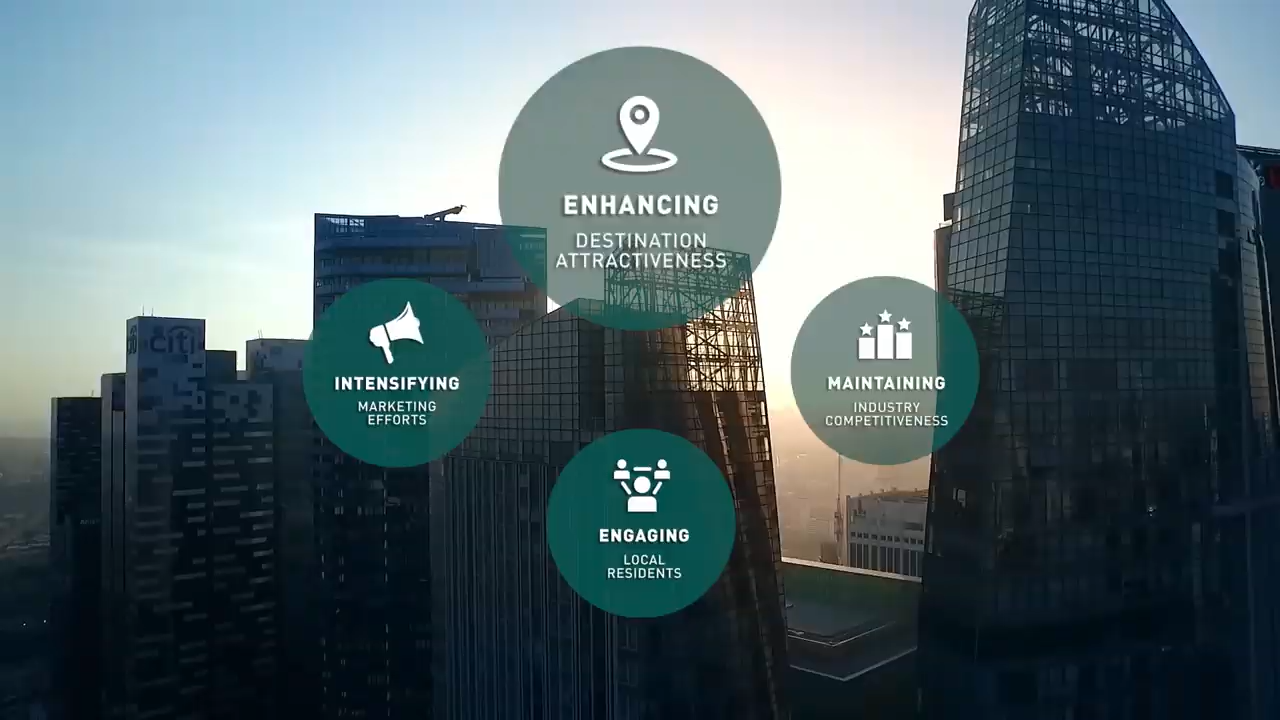 ENHANCING
DESTINATION
ATTRACTIVENESS
INTENSIFYING
MARKETING
EFFORTS
MAINTAINING
INDUSTRY
COMPETITIVENESS
citi
ENGAGING
LOCAL
RESIDENTS